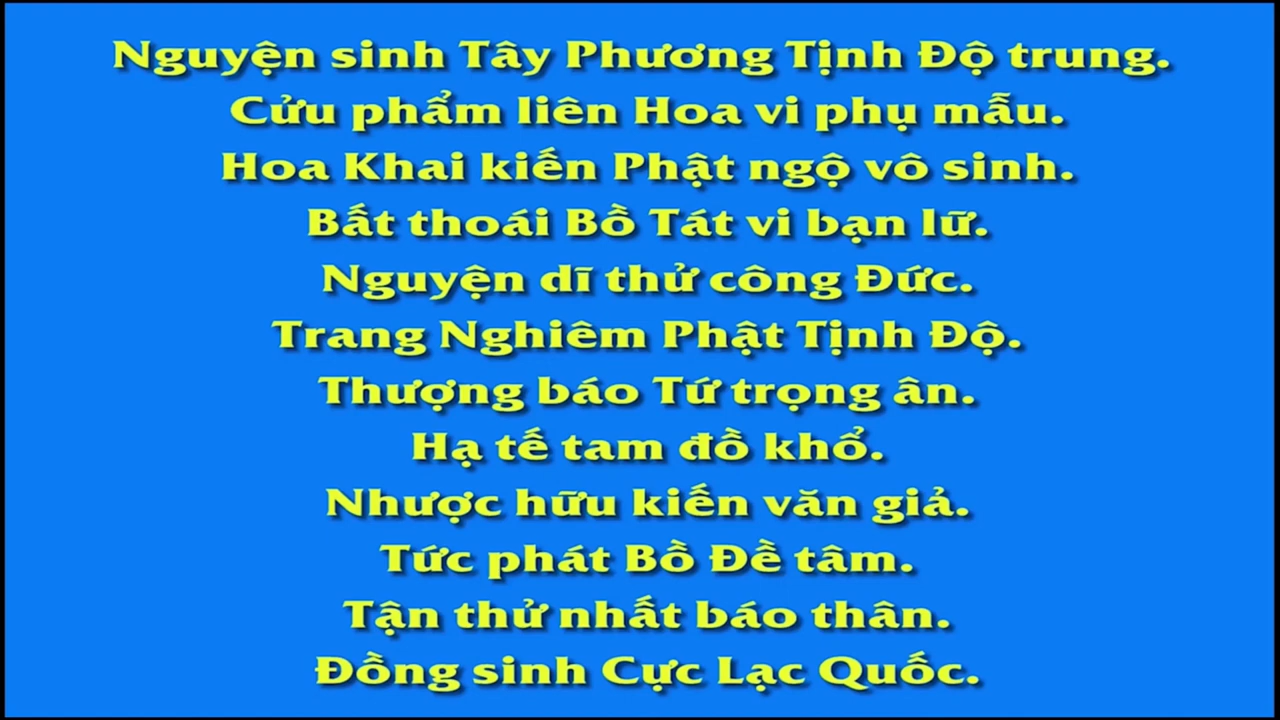 Nguyện sinh Tây Phương Tịnh Độ trung.
Cửu phẩm liên Hoa vi phụ mẫu.
Hoa Khai kiến Phật ngộ vô sinh.
Bất thoái Bồ Tát vi bạn lữ.
Nguyện dĩ thử công Đức.
Trang Nghiêm Phật Tịnh Độ.
Thượng báo Tứ trọng ân.
Hạ tế tam đồ khổ.
Nhược hữu kiến văn giả.
Tức phát Bồ Đề tâm.
Tận thử nhất báo thân.
Đồng sinh Cực Lạc Quốc.